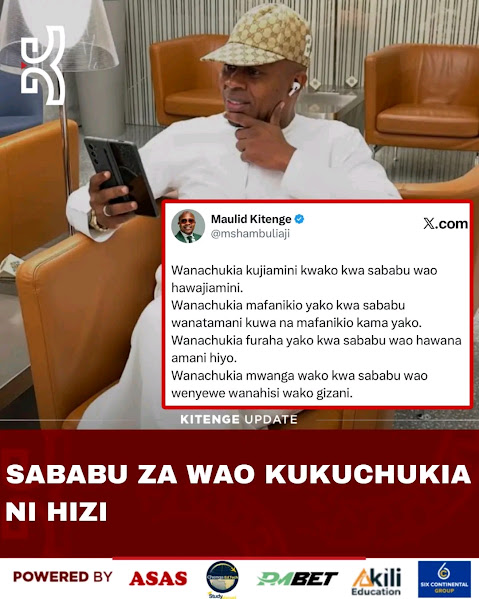 Maulid Kitenge
@mshambuliaji
X.com
Wanachukia kujiamini kwako kwa sababu wao
hawajiamini.
Wanachukia mafanikio yako kwa sababu
wanatamani kuwa na mafanikio kama yako.
Wanachukia furaha yako kwa sababu wao hawana
amani hiyo.
Wanachukia mwanga wako kwa sababu wao
wenyewe wanahisi wako gizani.
KITENGE UPDATE
SABABU ZA WAO KUKUCHUKIA
NI HIZI
POWERED BY
ASAS
Study
DABET
Akili
Education
6
SIX CONTINENTAL
GROUP